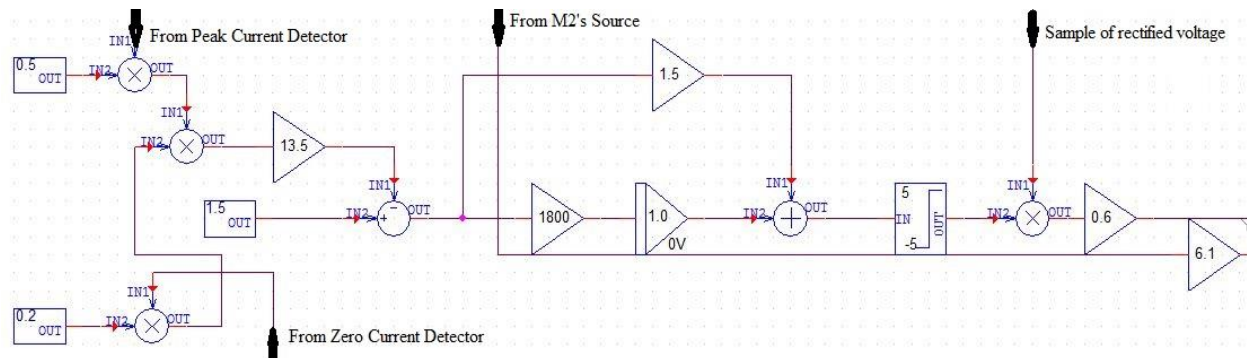 From Peak Current Detector
From M2's Source
Sample of rectified voltage
IN1
0.5
OUT
IN2
OUT
1.5
IN1
IN2
OUT
13.5
IN1
IN1
IN1
1.5
OUT
IN2
OUT
1800
1.0
0V
IN2
OUT
5
IN
OUT
-5
IN2
OUT
0.6
6.1
IN1
0.2
OUT
IN2
OUT
From Zero Current Detector